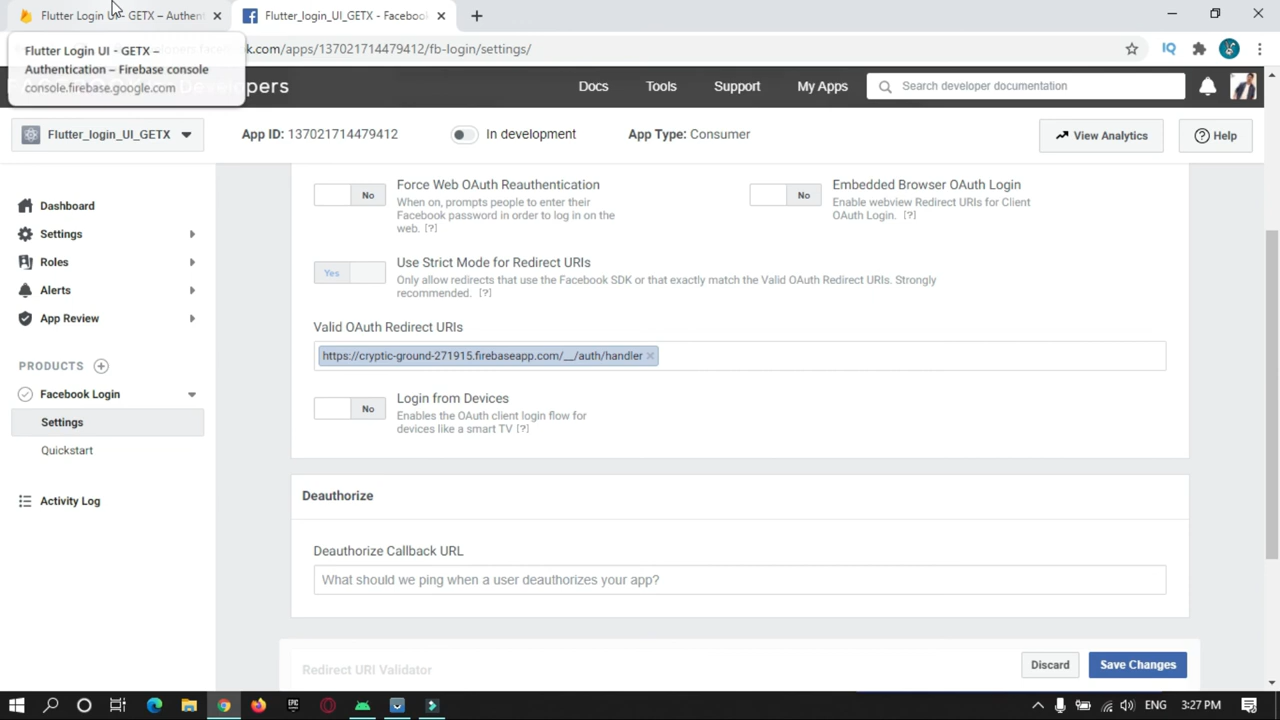 Flutter Login UI - GETX - Authent
Flutter_login_UI_GETX - Facebook
Flutter Login UI - GETX –
Authentication – Firebase console
console.firebase.google.com
.com/apps/137021714479412/fb-login/settings/
IQ
Docs
Tools
Support
My Apps
Search developer documentation
Flutter_login_UI_GETX
App ID: 137021714479412
In development
App Type: Consumer
View Analytics
Help
Dashboard
Settings
Roles
Alerts
App Review
PRODUCTS
Facebook Login
Settings
Quickstart
Activity Log
No
Force Web OAuth Reauthentication
When on, prompts people to enter their
Facebook password in order to log in on the
web. [?]
No
Embedded Browser OAuth Login
Enable webview Redirect URIs for Client
OAuth Login. [?]
Yes
Use Strict Mode for Redirect URIs
Only allow redirects that use the Facebook SDK or that exactly match the Valid OAuth Redirect URIs. Strongly
recommended. [?]
Valid OAuth Redirect URIs
https://cryptic-ground-271915.firebaseapp.com/__/auth/handler
No
Login from Devices
Enables the OAuth client login flow for
devices like a smart TV [?]
Deauthorize
Deauthorize Callback URL
What should we ping when a user deauthorizes your app?
Redirect URI Validator
Discard
Save Changes
EPIC
ENG
3:27 PM